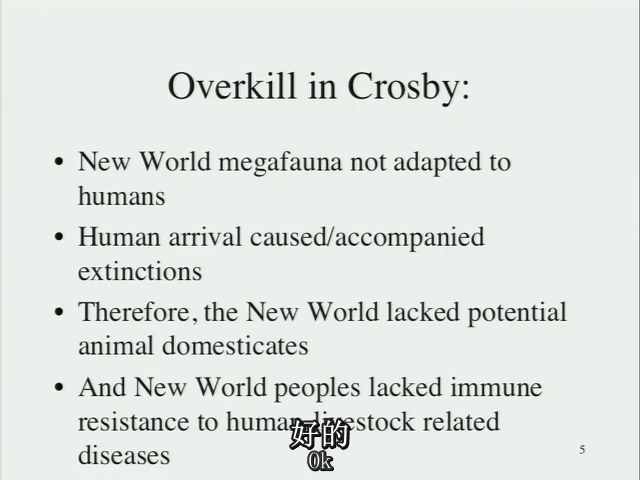 Overkill in Crosby:
• New World megafauna not adapted to
humans
• Human arrival caused/accompanied
extinctions
• Therefore, the New World lacked potential
animal domesticates
• And New World peoples lacked immune
resistance to human-livestock related
diseases
好的
Ok
5